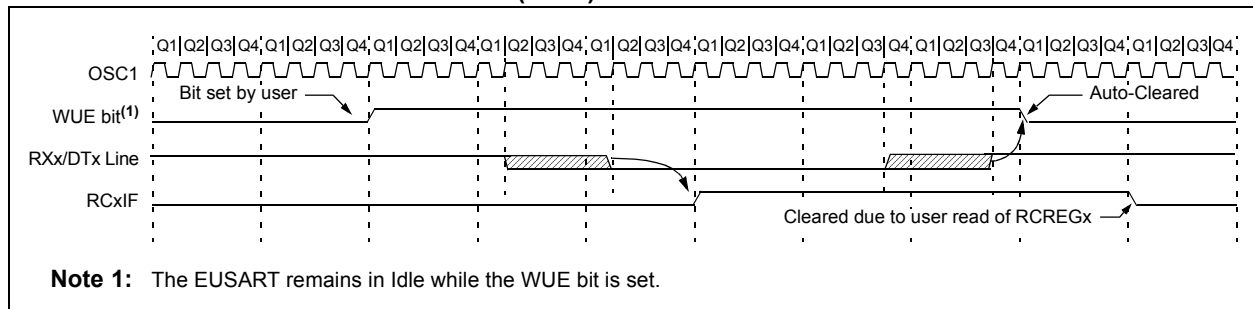 Q1 Q2 Q3 Q4 Q1 Q2 Q3 Q4 Q1 Q2 Q3 Q4 Q1 Q2 Q3 Q4 Q1 Q2 Q3 Q4 Q1 Q2 Q3 Q4 Q1 Q2 Q3 Q4 Q1 Q2 Q3 Q4 Q1 Q2 Q3 Q4 Q1 Q2 Q3 Q4
OSC1
Bit set by user
Auto-Cleared
WUE bit(1)
RXx/DTx Line
RCxIF
Cleared due to user read of RCREGx
Note 1: The EUSART remains in Idle while the WUE bit is set.